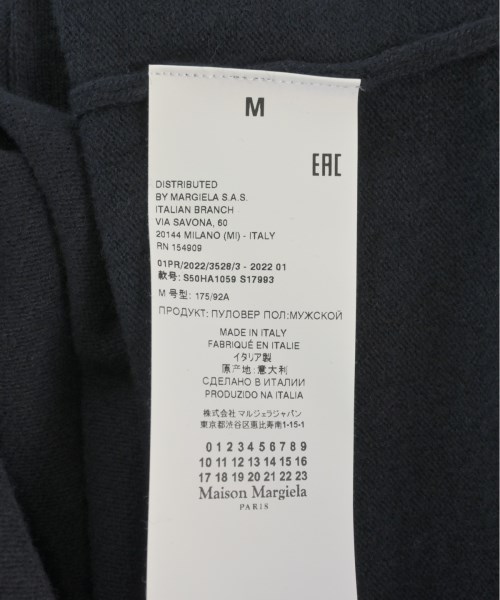 M
EAC
DISTRIBUTED
BY MARGIELA S.A.S.
ITALIAN BRANCH
VIA SAVONA, 60
20144 MILANO (MI) - ITALY
RN 154909
01PR/2022/3528/3 - 2022 01
款号: S50HA1059 S17993
M 号型: 175/92A
ПРОДУКТ: ПУЛОВЕР ПОЛ:МУЖСКОЙ
MADE IN ITALY
FABRIQUÉ EN ITALIE
イタリア製
原产地:意大利
СДЕЛАНО В ИТАЛИИ
PRODUZIDO NA ITALIA
株式会社 マルジェラジャパン
東京都渋谷区恵比寿南1-15-1
0 1 2 3 4 5 6 7 8 9
10 11 12 13 14 15 16
17 18 19 20 21 22 23
Maison Margiela
PARIS